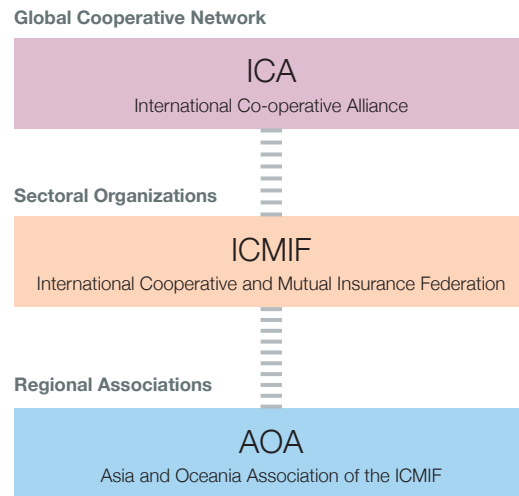 Global Cooperative Network
ICA
International Co-operative Alliance
Sectoral Organizations
ICMIF
International Cooperative and Mutual Insurance Federation
Regional Associations
AOA
Asia and Oceania Association of the ICMIF